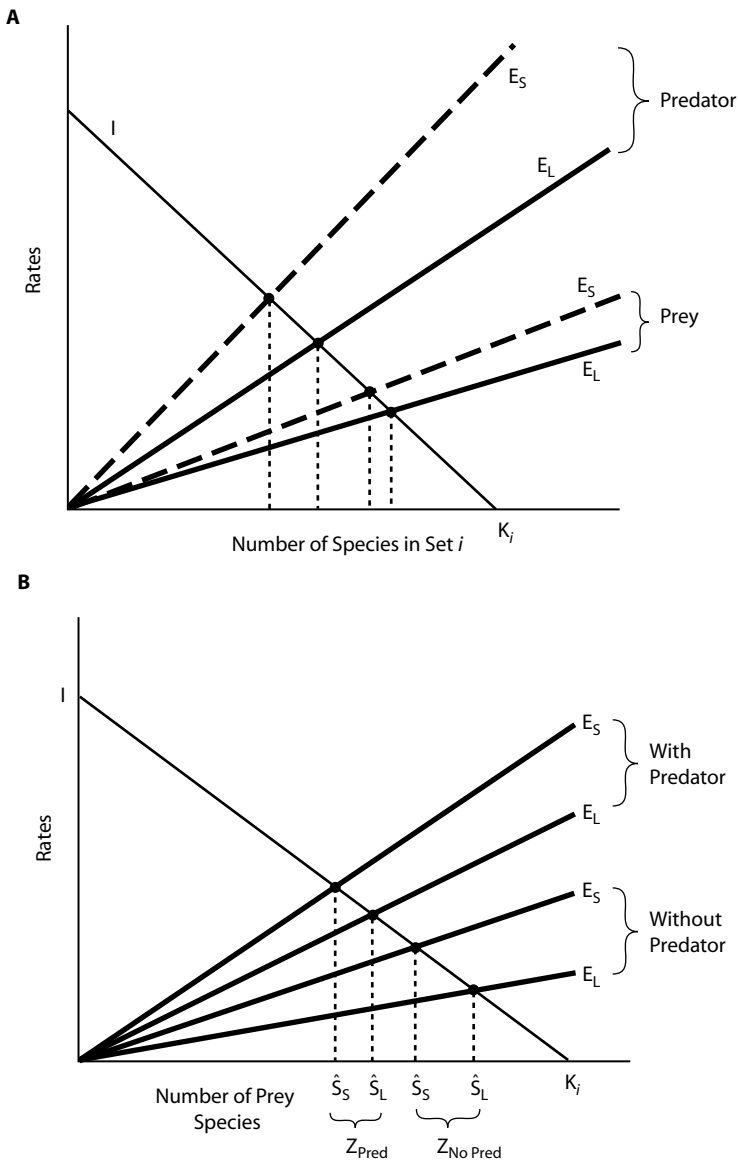 A
I
E_S
Predator
E_L
Rates
E_S
Prey
E_L
K_i
Number of Species in Set i
B
I
E_S
With
Predator
E_L
Rates
E_S
Without
Predator
E_L
Number of Prey
Species
Ŝ_S Ŝ_L Ŝ_S Ŝ_L K_i
Z_Pred Z_No Pred